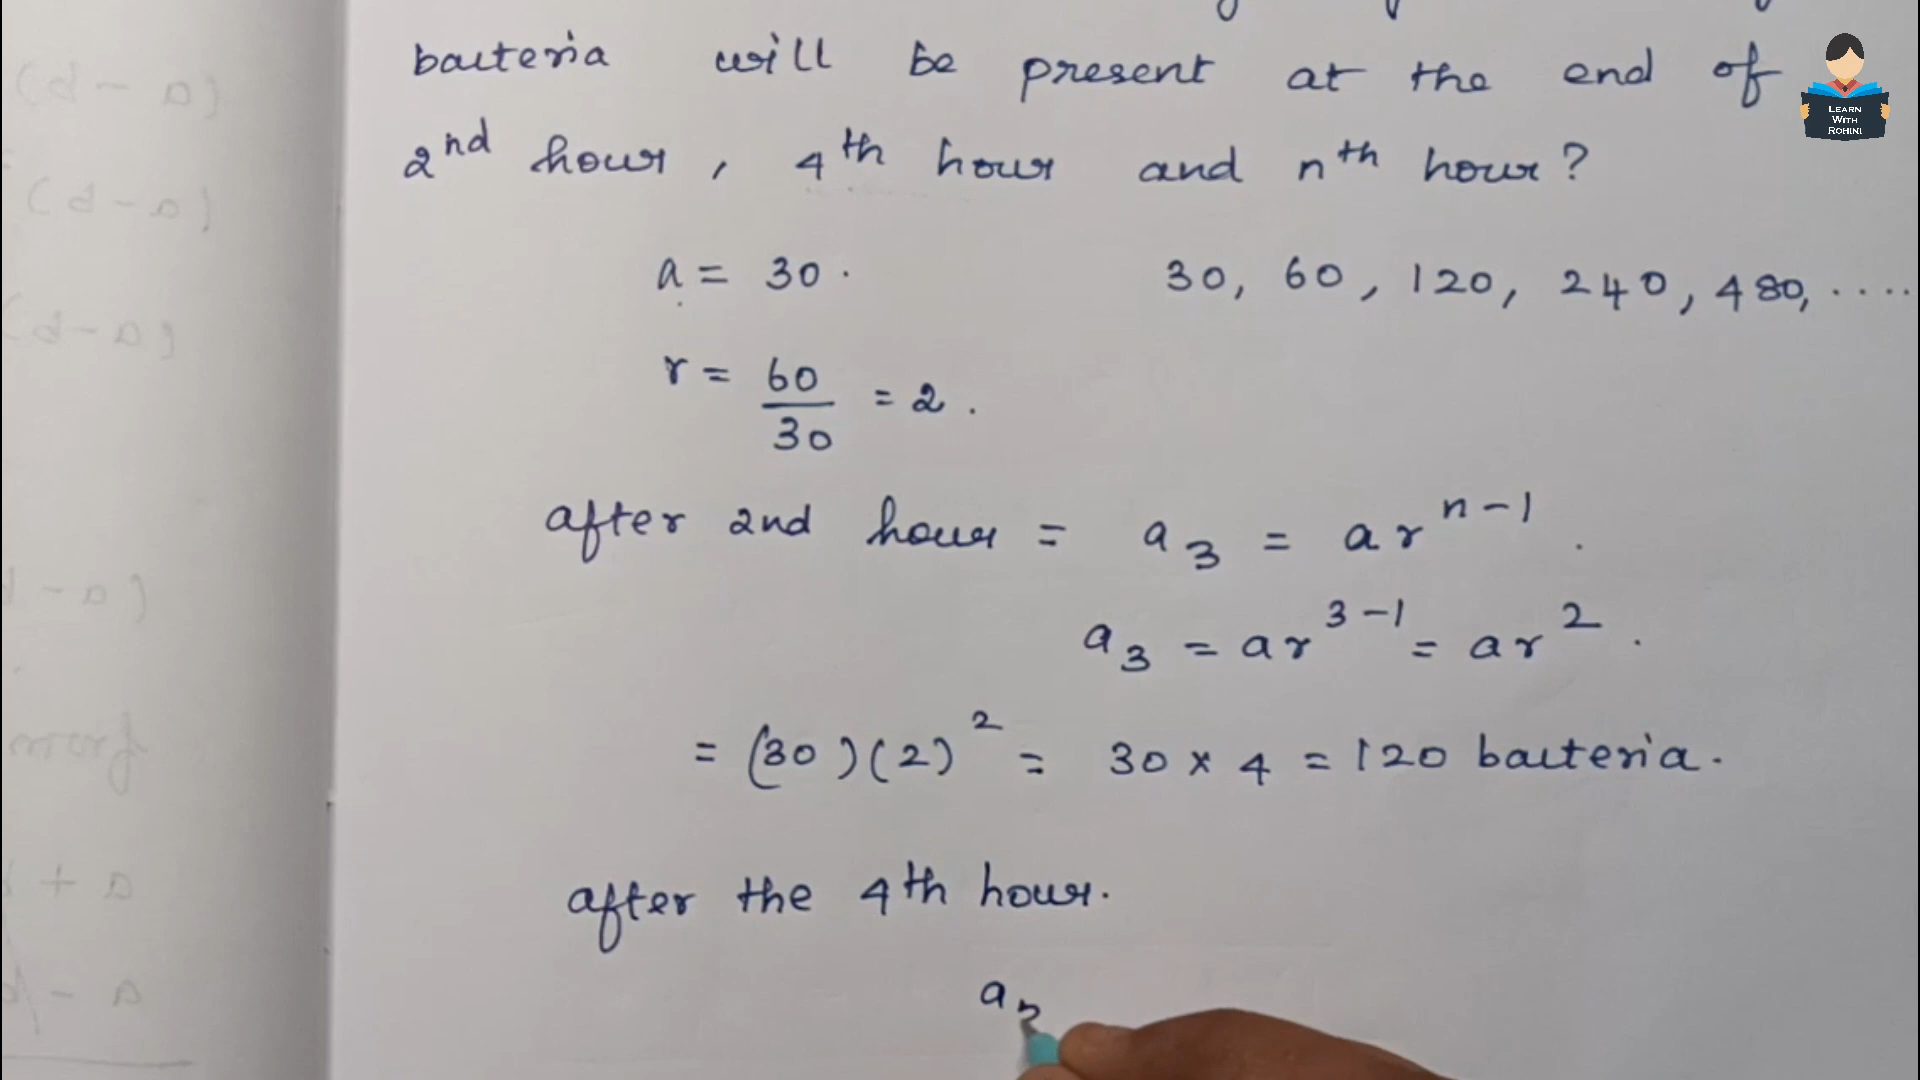 bacteria will be present at the end of
2nd hour, 4th hour and nth hour?
a = 30. 30, 60, 120, 240, 480, ....
r = 60/30 = 2.
after 2nd hour = a₃ = ar^(n-1).
a₃ = ar^(3-1) = ar².
= (30)(2)² = 30 × 4 = 120 bacteria.
after the 4th hour.
a
LEARN
WITH
ROHINI